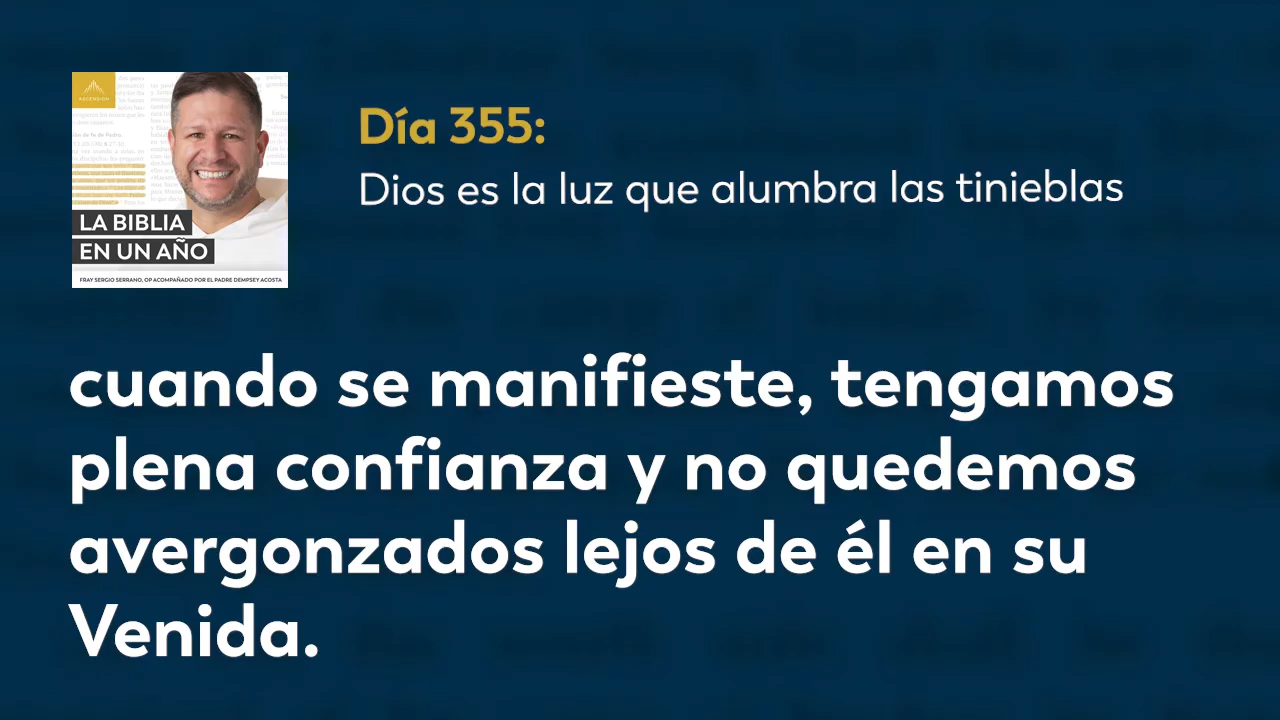 ASCENSION
LA BIBLIA
EN UN AÑO
FRAY SERGIO SERRANO, OP ACOMPAÑADO POR EL PADRE DEMPSEY ACOSTA
Día 355:
Dios es la luz que alumbra las tinieblas
cuando se manifieste, tengamos
plena confianza y no quedemos
avergonzados lejos de él en su
Venida.